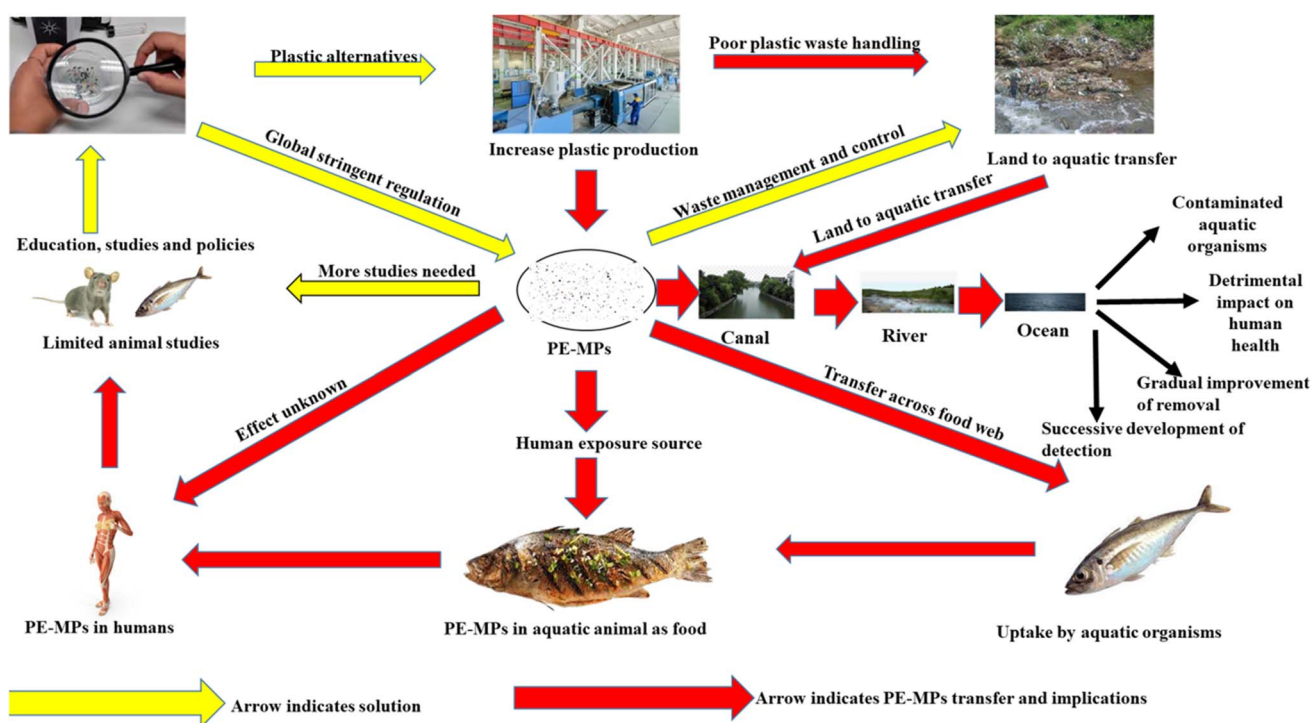 Plastic alternatives
Poor plastic waste handling
Global stringent regulation
Increase plastic production
Waste management and control
Land to aquatic transfer
Land to aquatic transfer
Contaminated
aquatic
organisms
Education, studies and policies
More studies needed
Detrimental
impact on
human
health
Limited animal studies
PE-MPs
Canal
River
Ocean
Gradual improvement
of removal
Effect unknown
Transfer across food web
Successive development of
detection
Human exposure source
PE-MPs in humans
PE-MPs in aquatic animal as food
Uptake by aquatic organisms
Arrow indicates solution
Arrow indicates PE-MPs transfer and implications